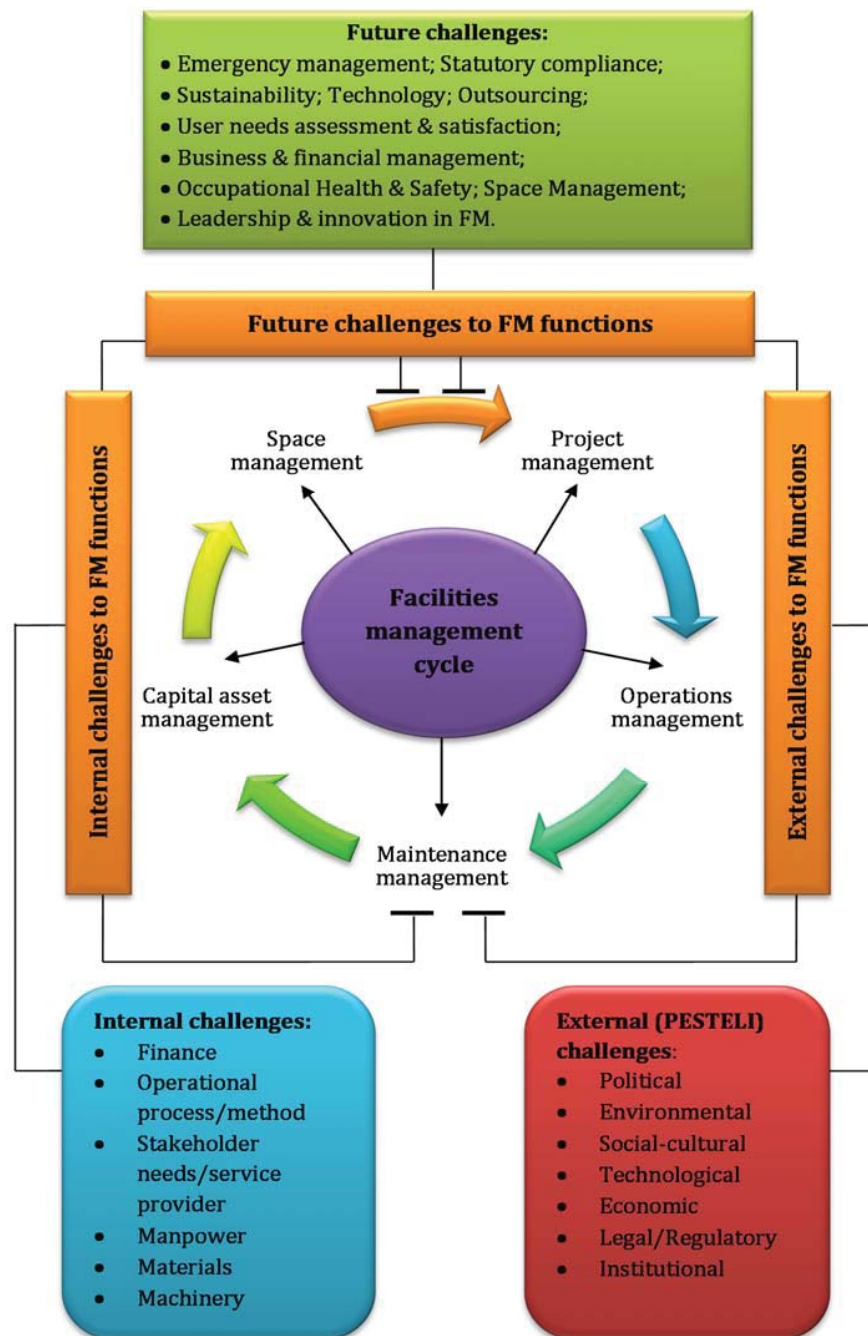 Future challenges:
• Emergency management; Statutory compliance;
• Sustainability; Technology; Outsourcing;
• User needs assessment & satisfaction;
• Business & financial management;
• Occupational Health & Safety; Space Management;
• Leadership & innovation in FM.
Future challenges to FM functions
Internal challenges to FM functions
External challenges to FM functions
Space
management
Project
management
Facilities
management
cycle
Capital asset
management
Operations
management
Maintenance
management
Internal challenges:
• Finance
• Operational
process/method
• Stakeholder
needs/service
provider
• Manpower
• Materials
• Machinery
External (PESTELI)
challenges:
• Political
• Environmental
• Social-cultural
• Technological
• Economic
• Legal/Regulatory
• Institutional